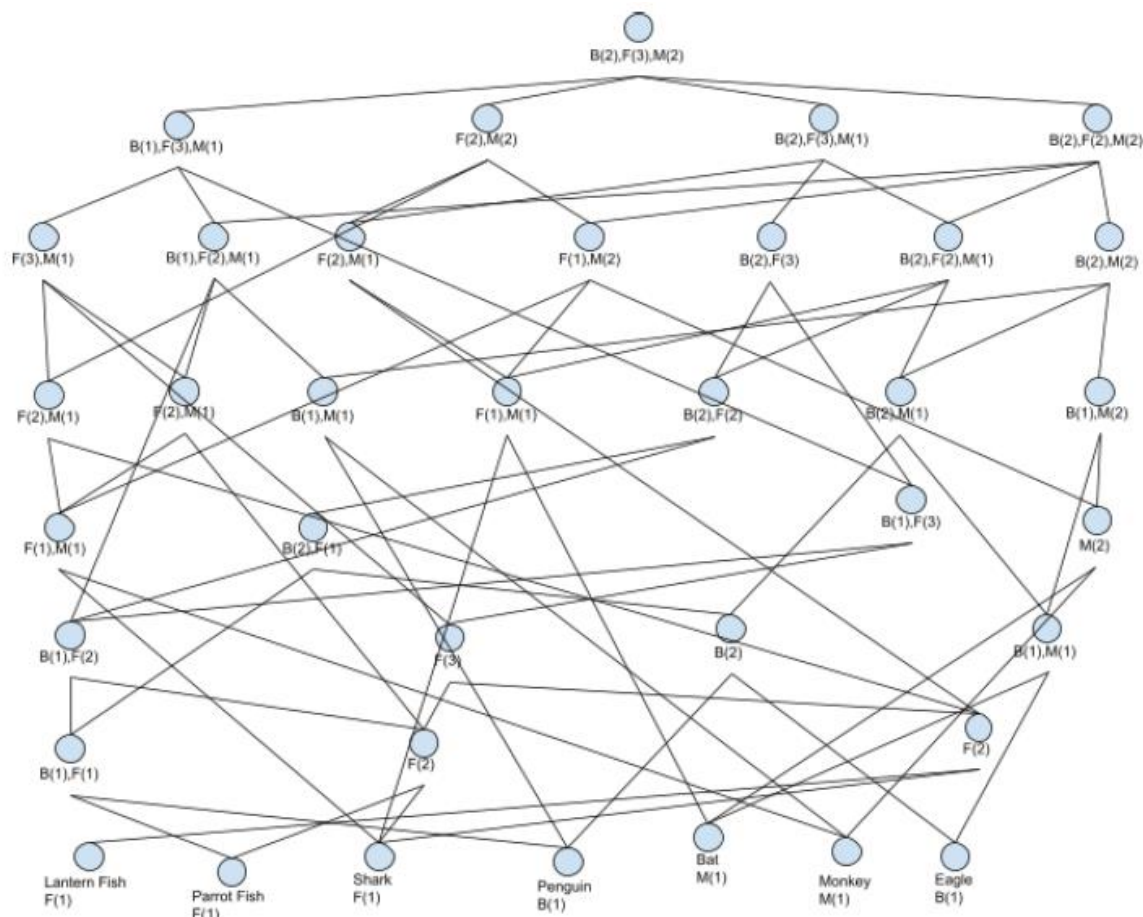 B(2),F(3),M(2)
B(1),F(3),M(1)
F(2),M(2)
B(2),F(3),M(1)
B(2),F(2),M(2)
F(3),M(1)
B(1),F(2),M(1)
F(2),M(1)
F(1),M(2)
B(2),F(3)
B(2),F(2),M(1)
B(2),M(2)
F(2),M(1)
F(2),M(1)
B(1),M(1)
F(1),M(1)
B(2),F(2)
B(2),M(1)
B(1),M(2)
F(1),M(1)
B(2),F(1)
B(1),F(3)
M(2)
B(1),F(2)
F(3)
B(2)
B(1),M(1)
B(1),F(1)
F(2)
F(2)
Lantern Fish
F(1)
Parrot Fish
F(1)
Shark
F(1)
Penguin
B(1)
Bat
M(1)
Monkey
M(1)
Eagle
B(1)